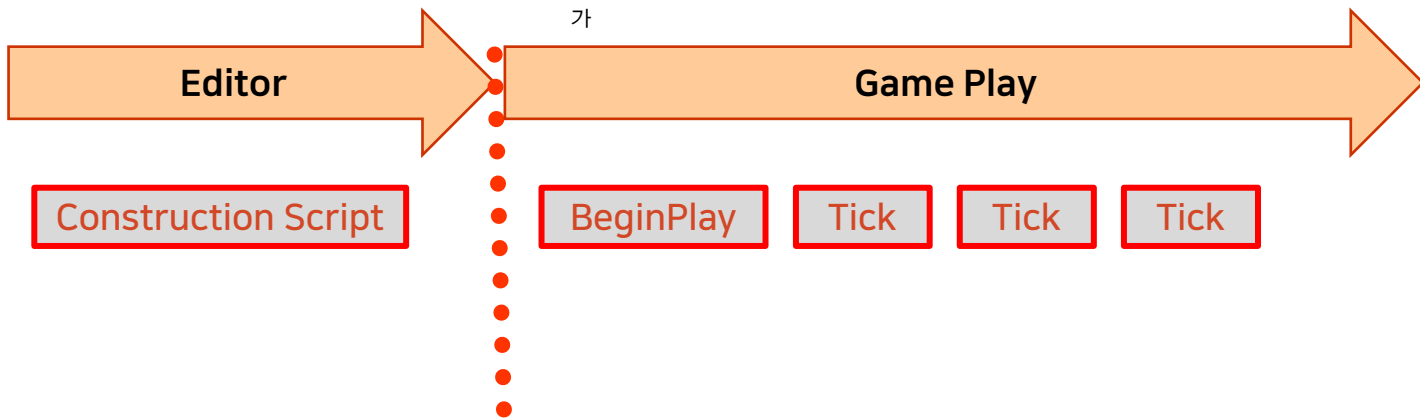 가
Editor
Game Play
Construction Script
BeginPlay
Tick
Tick
Tick